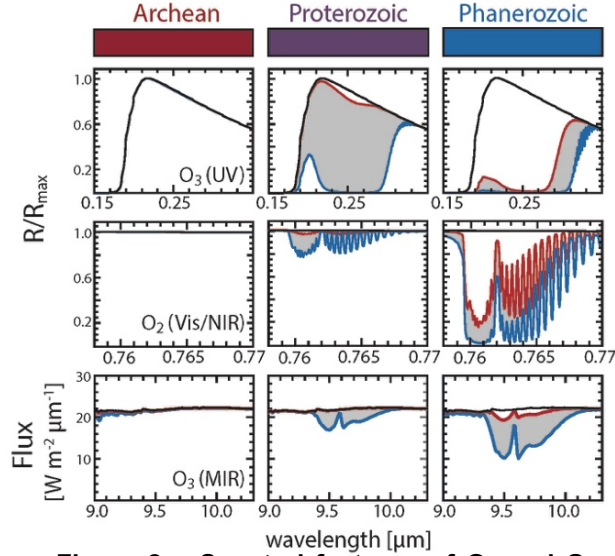 Archean Proterozoic Phanerozoic
R/Rmax
1.0 0.6 0.2
O3 (UV)
0.15 0.25 0.15 0.25 0.15 0.25
1.0 0.6 0.2
O2 (Vis/NIR)
0.76 0.765 0.77 0.76 0.765 0.77 0.76 0.765 0.77
Flux
[W m-2 μm-1]
30 20 10
O3 (MIR)
9.0 9.5 10.0 9.0 9.5 10.0 9.0 9.5 10.0
wavelength [μm]